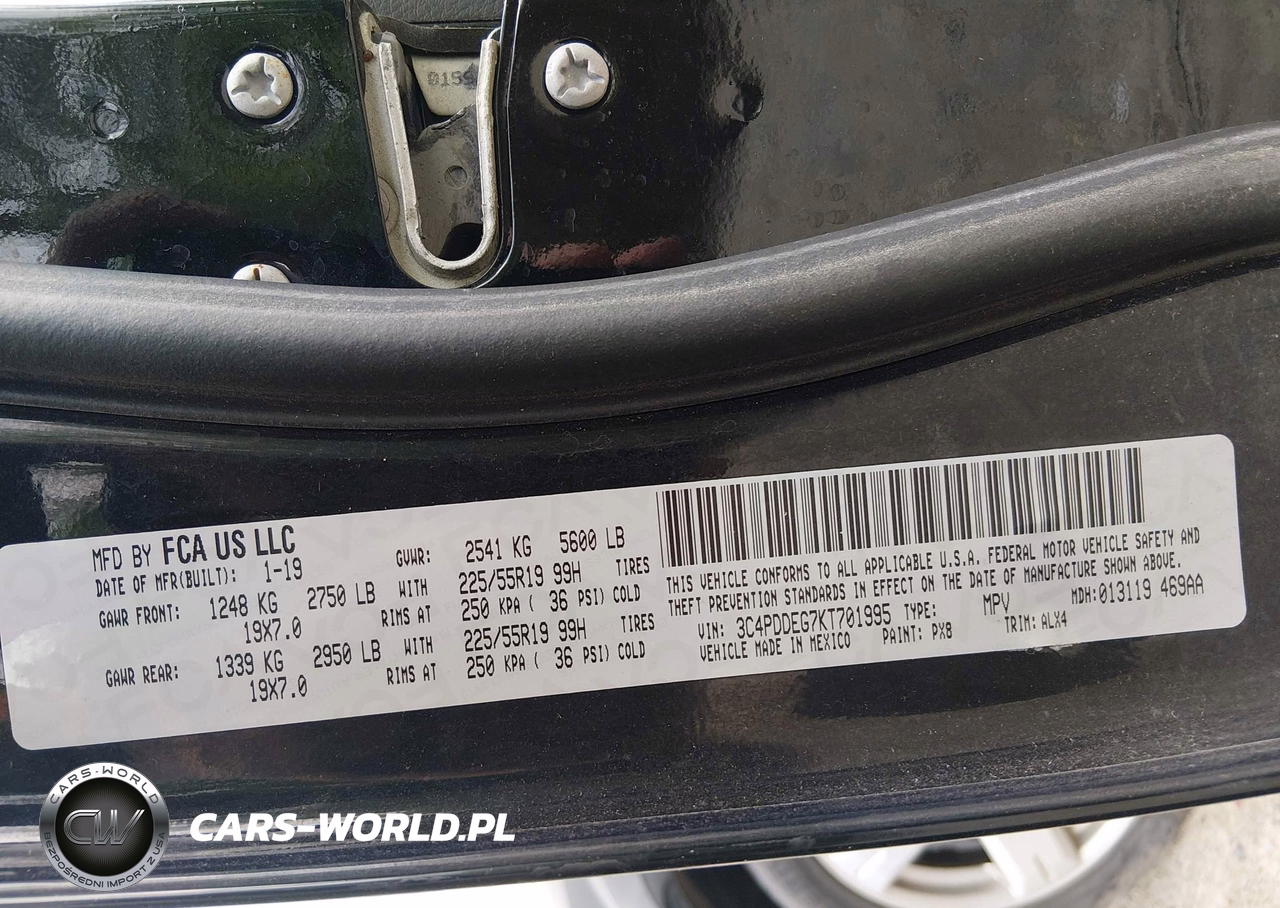 0159
MFD BY FCA US LLC
DATE OF MFR(BUILT): 1-19 GVWR: 2541 KG 5600 LB
GAWR FRONT: 1248 KG 2750 LB WITH 225/55R19 99H TIRES
19X7.0 RIMS AT 250 KPA ( 36 PSI) COLD
GAWR REAR: 1339 KG 2950 LB WITH 225/55R19 99H TIRES
19X7.0 RIMS AT 250 KPA ( 36 PSI) COLD
THIS VEHICLE CONFORMS TO ALL APPLICABLE U.S.A. FEDERAL MOTOR VEHICLE SAFETY AND
THEFT PREVENTION STANDARDS IN EFFECT ON THE DATE OF MANUFACTURE SHOWN ABOVE.
VIN: 3C4PDDEG7KT701995 TYPE: MPV MDH:013119 469AA
VEHICLE MADE IN MEXICO PAINT: PX8 TRIM: ALX4
CARS-WORLD
CW
BEZPOŚREDNI IMPORT Z USA
CARS-WORLD.PL